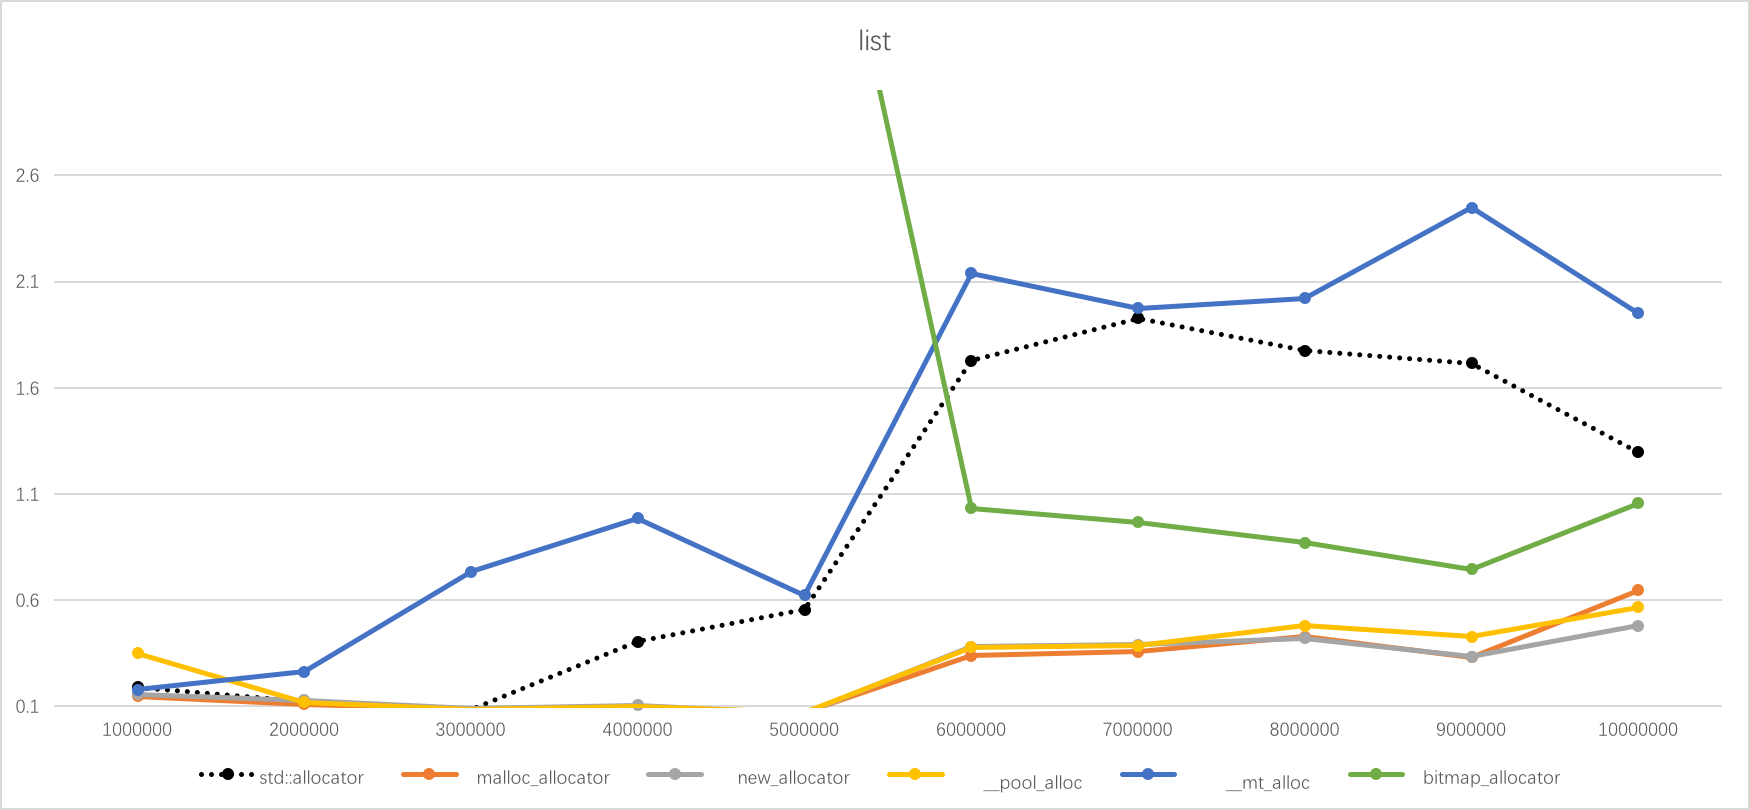 list
2.6
2.1
1.6
1.1
0.6
0.1
1000000 2000000 3000000 4000000 5000000 6000000 7000000 8000000 9000000 10000000
std::allocator malloc_allocator new_allocator __pool_alloc __mt_alloc bitmap_allocator